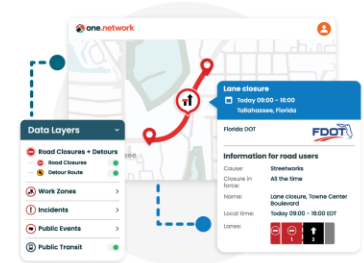 one.network
Lane closure
Today 09:00 - 16:00
Tallahassee, Florida
Data Layers
Road Closures + Detours
Road Closures
Detour Route
Work Zones
Incidents
Public Events
Public Transit
Florida DOT
FDOT
Information for road users
Cause: Streetworks
Closure in force: All the time
Name: Lane closure, Towne Center Boulevard
Local time: Today 09:00 - 16:00 EDT
Lanes:
1
2